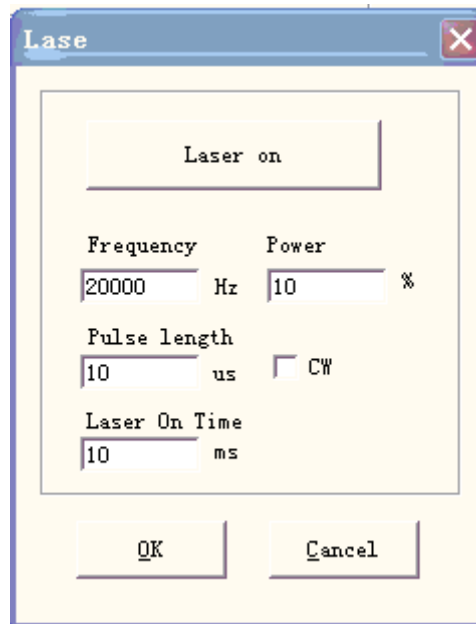 Lase
Laser on
Frequency Power
20000 Hz 10 %
Pulse length
10 us CW
Laser On Time
10 ms
OK Cancel